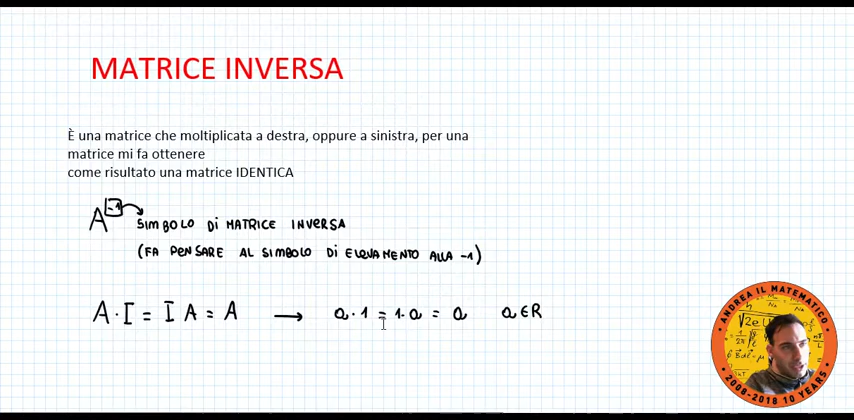 MATRICE INVERSA
È una matrice che moltiplicata a destra, oppure a sinistra, per una
matrice mi fa ottenere
come risultato una matrice IDENTICA
A⁻¹ SIMBOLO Di MATRICE INVERSA
(FA PENSARE AL SIMBOLO Di ELEVAMENTO ALLA -1)
A · I = I A = A → a · 1 = 1 · a = a a ∈ R
ANDREA IL MATEMATICO
2008-2018 10 YEARS